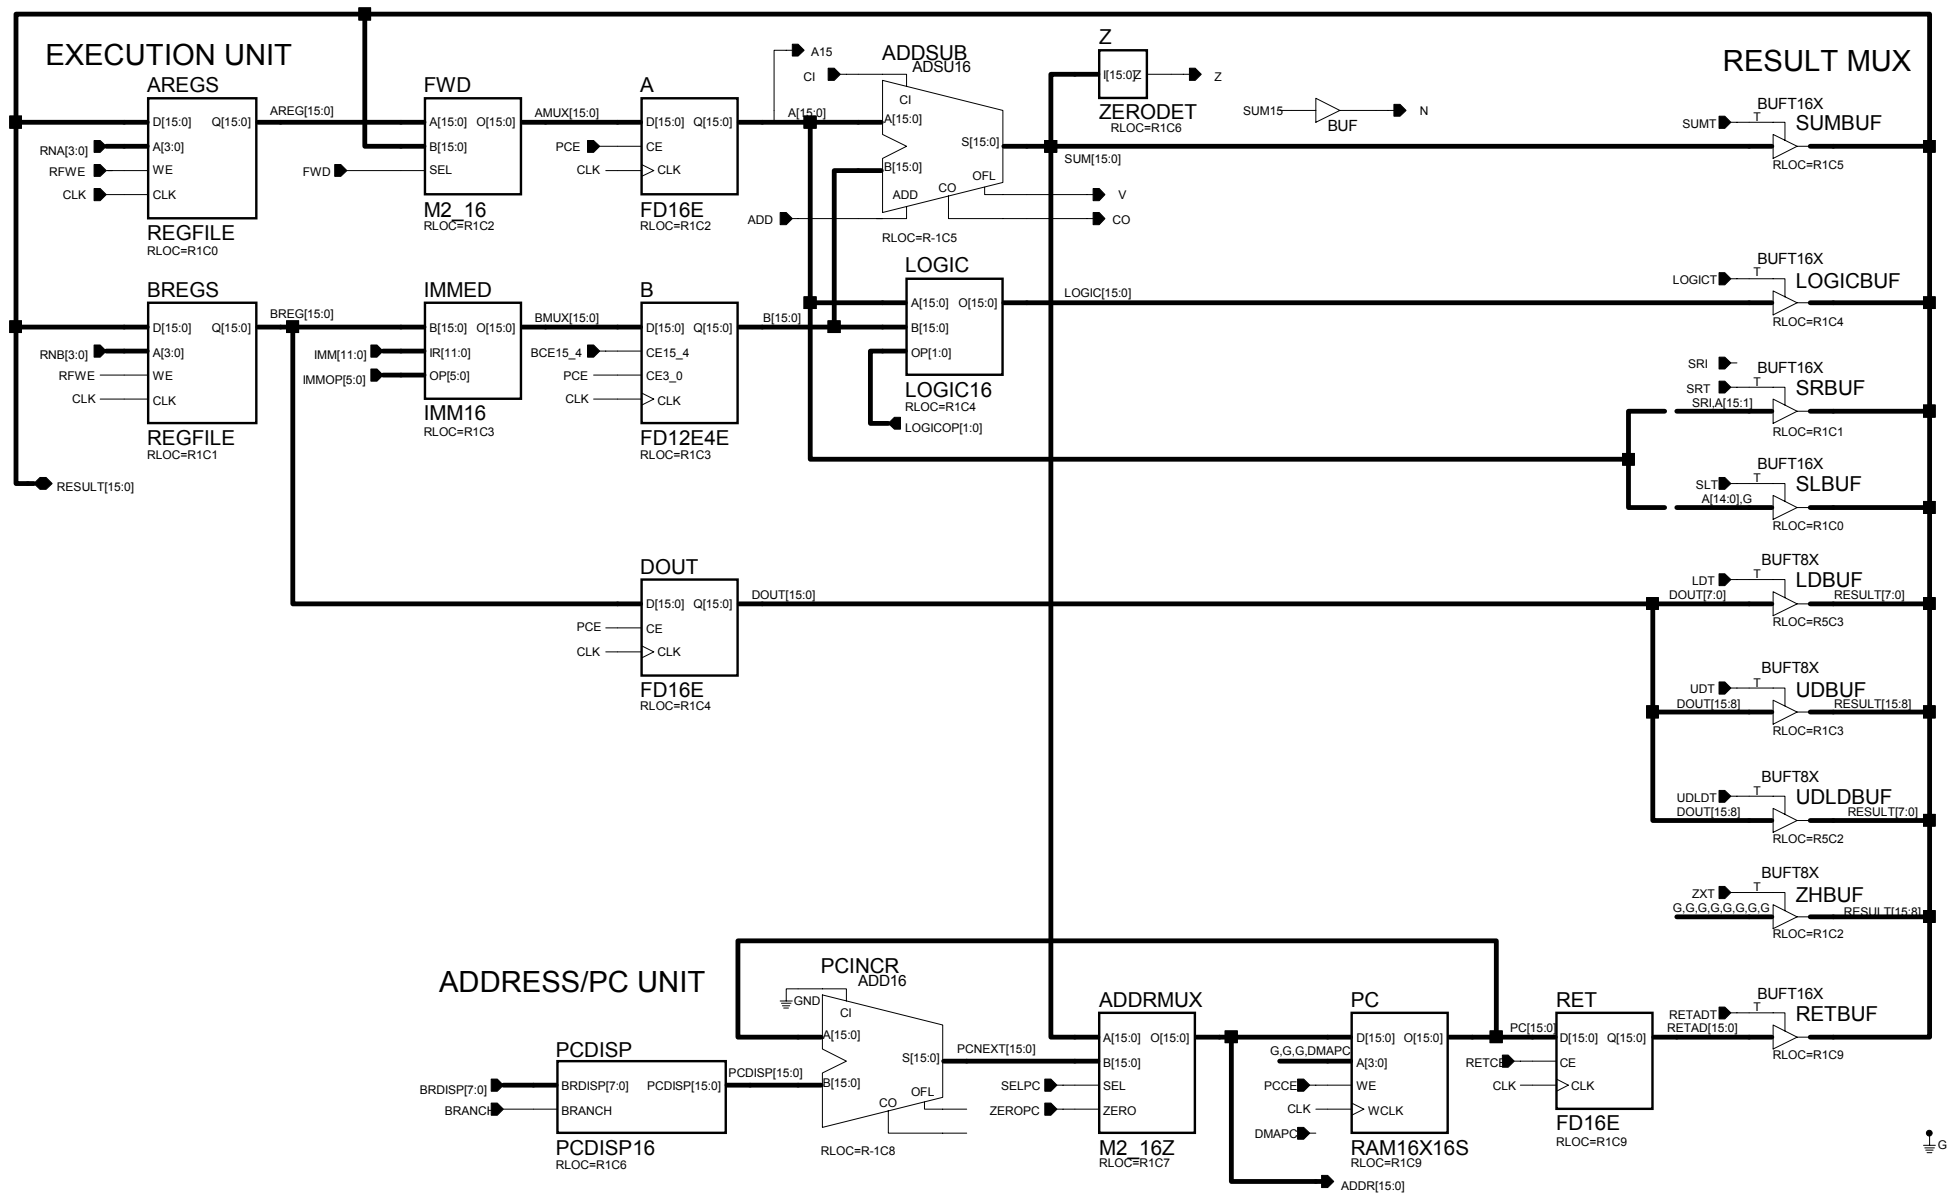 EXECUTION UNIT
AREGS
D[15:0] Q[15:0]
RNA[3:0] A[3:0]
RFWE WE
CLK CLK
REGFILE
RLOC=R1C0
AREG[15:0]
FWD
A[15:0] O[15:0]
B[15:0]
FWD SEL
M2_16
RLOC=R1C2
AMUX[15:0]
A
D[15:0] Q[15:0]
PCE CE
CLK CLK
FD16E
RLOC=R1C2
A15
A[15:0]
CI
ADDSUB
ADSU16
CI
A[15:0]
S[15:0]
B[15:0]
OFL
CO
ADD
ADD
RLOC=R-1C5
SUM[15:0]
V
CO
Z
I[15:0] Z
Z
ZERODET
RLOC=R1C6
SUM15
BUF
N
RESULT MUX
BUFT16X
SUMT
T
SUMBUF
RLOC=R1C5
BREGS
D[15:0] Q[15:0]
RNB[3:0] A[3:0]
RFWE WE
CLK CLK
REGFILE
RLOC=R1C1
RESULT[15:0]
BREG[15:0]
IMMED
B[15:0] O[15:0]
IMM[11:0] IR[11:0]
IMMOP[5:0] OP[5:0]
IMM16
RLOC=R1C3
BMUX[15:0]
B
D[15:0] Q[15:0]
BCE15_4 CE15_4
PCE CE3_0
CLK CLK
FD12E4E
RLOC=R1C3
B[15:0]
LOGIC
A[15:0] O[15:0]
B[15:0]
OP[1:0]
LOGIC16
RLOC=R1C4
LOGICOP[1:0]
LOGIC[15:0]
BUFT16X
LOGICT
T
LOGICBUF
RLOC=R1C4
SRI
BUFT16X
SRT
T
SRBUF
SRI,A[15:1]
RLOC=R1C1
BUFT16X
SLT
T
SLBUF
A[14:0],G
RLOC=R1C0
DOUT
D[15:0] Q[15:0]
PCE CE
CLK CLK
FD16E
RLOC=R1C4
DOUT[15:0]
BUFT8X
LDT
T
LDBUF
DOUT[7:0]
RESULT[7:0]
RLOC=R5C3
BUFT8X
UDT
T
UDBUF
DOUT[15:8]
RESULT[15:8]
RLOC=R1C3
BUFT8X
UDLDT
T
UDLDBUF
DOUT[15:8]
RESULT[7:0]
RLOC=R5C2
BUFT8X
ZXT
T
ZHBUF
G,G,G,G,G,G,G,G
RESULT[15:8]
RLOC=R1C2
ADDRESS/PC UNIT
PCDISP
BRDISP[7:0] BRDISP[7:0] PCDISP[15:0]
BRANCH BRANCH
PCDISP16
RLOC=R1C6
PCDISP[15:0]
PCINCR
ADD16
GND
CI
A[15:0]
S[15:0]
B[15:0]
OFL
CO
RLOC=R-1C8
PCNEXT[15:0]
ADDRMUX
A[15:0] O[15:0]
B[15:0]
SELPC SEL
ZEROPC ZERO
M2_16Z
RLOC=R1C7
PC
D[15:0] O[15:0]
G,G,G,DMAPC A[3:0]
PCCE WE
CLK WCLK
DMAPC
RAM16X16S
RLOC=R1C9
ADDR[15:0]
PC[15:0]
RET
D[15:0] Q[15:0]
RETCE CE
CLK CLK
FD16E
RLOC=R1C9
BUFT16X
RETADT
T
RETBUF
RETAD[15:0]
RLOC=R1C9
G